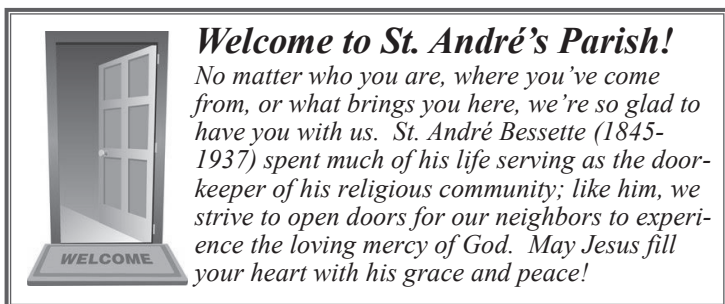 Welcome to St. André's Parish!
No matter who you are, where you've come
from, or what brings you here, we're so glad to
have you with us.  St. André Bessette (1845-
1937) spent much of his life serving as the door-
keeper of his religious community; like him, we
strive to open doors for our neighbors to experi-
ence the loving mercy of God.  May Jesus fill
your heart with his grace and peace!
WELCOME